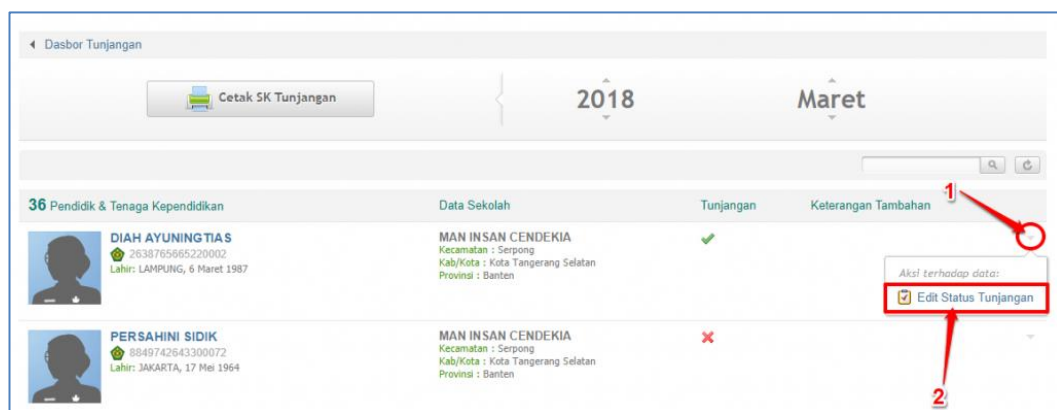 Dasbor Tunjangan
Cetak SK Tunjangan
2018
Maret
36 Pendidik & Tenaga Kependidikan
Data Sekolah
Tunjangan
Keterangan Tambahan
1
DIAH AYUNINGTIAS
2638765665220002
Lahir: LAMPUNG, 6 Maret 1987
MAN INSAN CENDEKIA
Kecamatan : Serpong
Kab/Kota : Kota Tangerang Selatan
Provinsi : Banten
Aksi terhadap data:
Edit Status Tunjangan
PERSAHINI SIDIK
8849742643300072
Lahir: JAKARTA, 17 Mei 1964
MAN INSAN CENDEKIA
Kecamatan : Serpong
Kab/Kota : Kota Tangerang Selatan
Provinsi : Banten
2